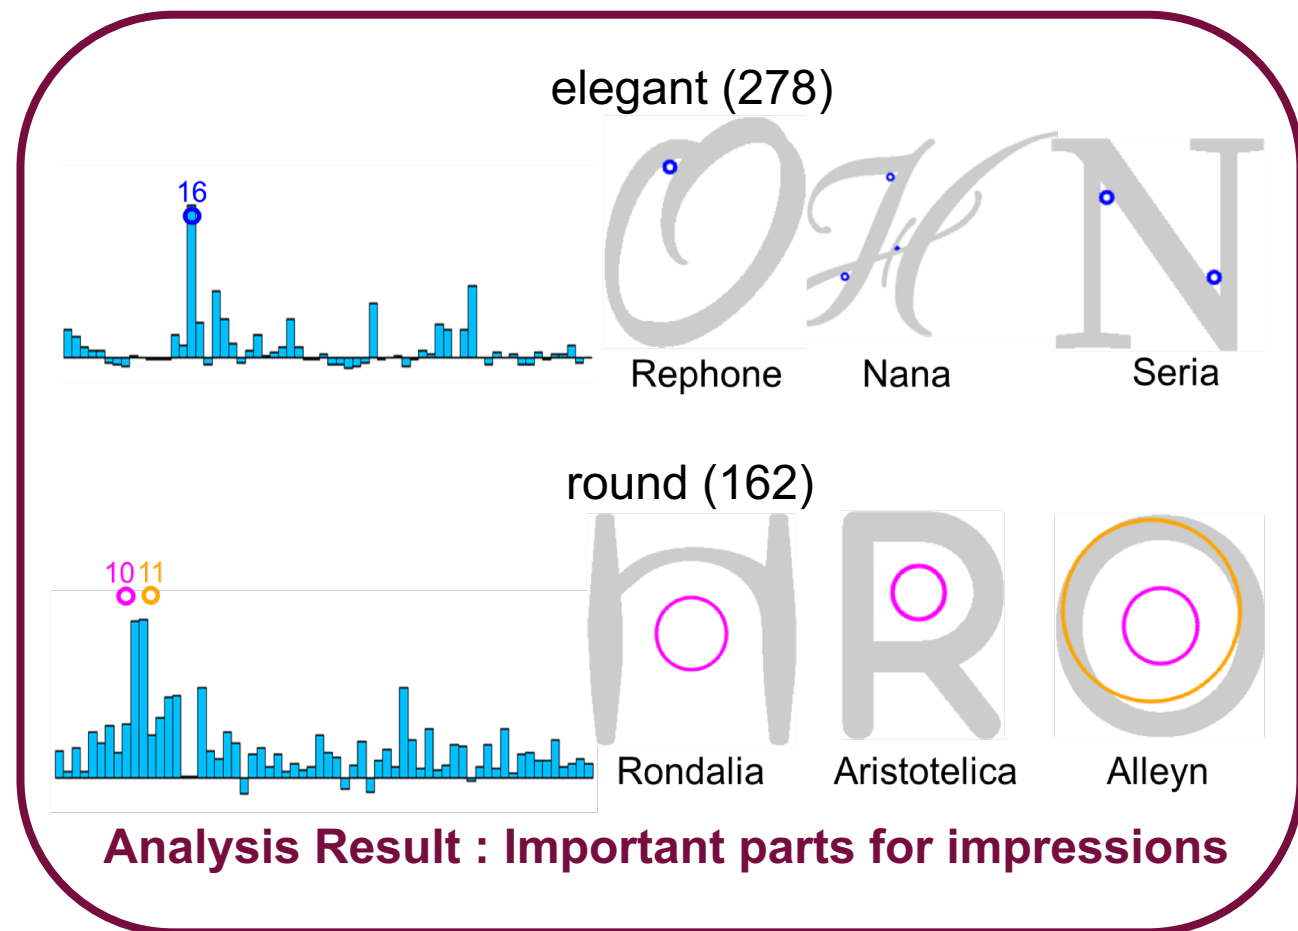 elegant (278)
16
O H N
Rephone Nana Seria
round (162)
10 11
n R O
Rondalia Aristotelica Alleyn
Analysis Result : Important parts for impressions